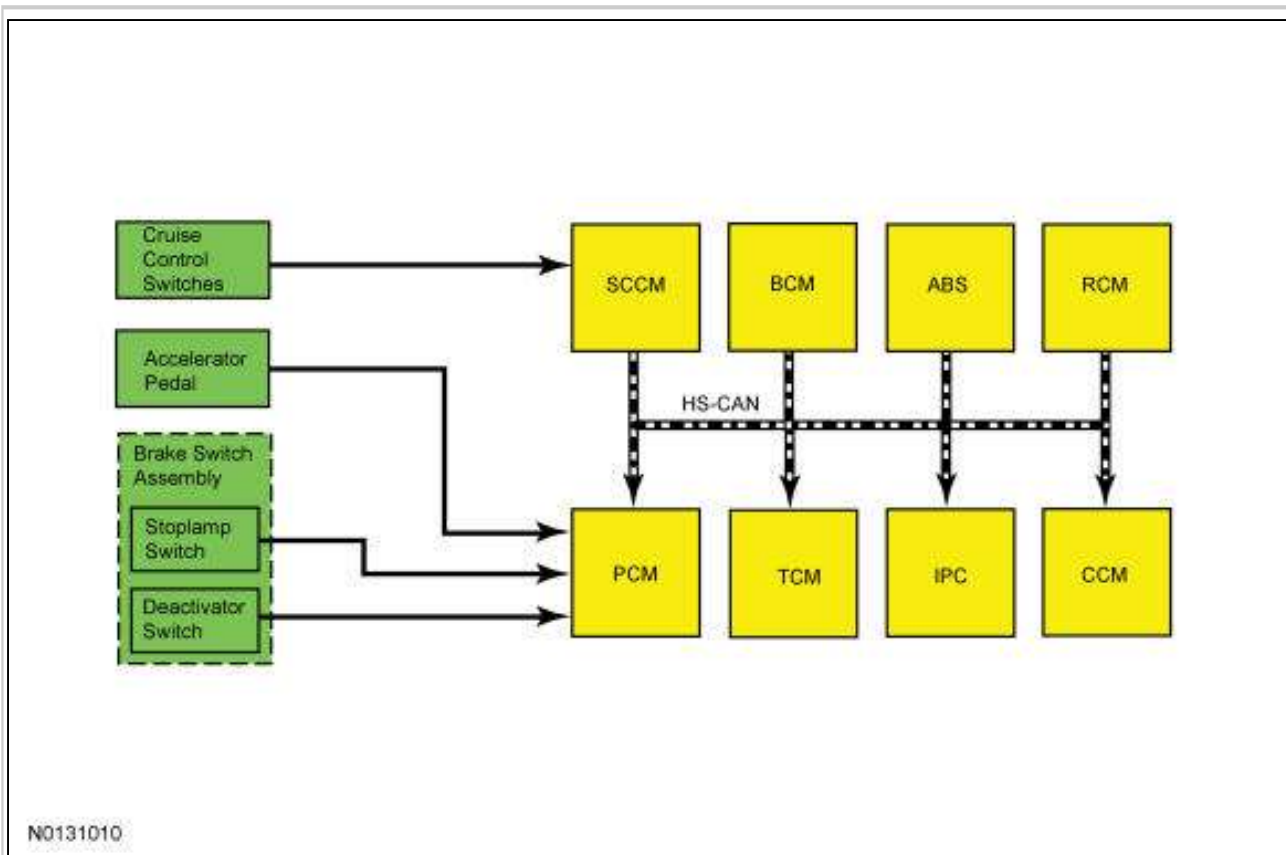 Cruise
Control
Switches
Accelerator
Pedal
Brake Switch
Assembly
Stoplamp
Switch
Deactivator
Switch
SCCM
BCM
ABS
RCM
HS-CAN
PCM
TCM
IPC
CCM
N0131010